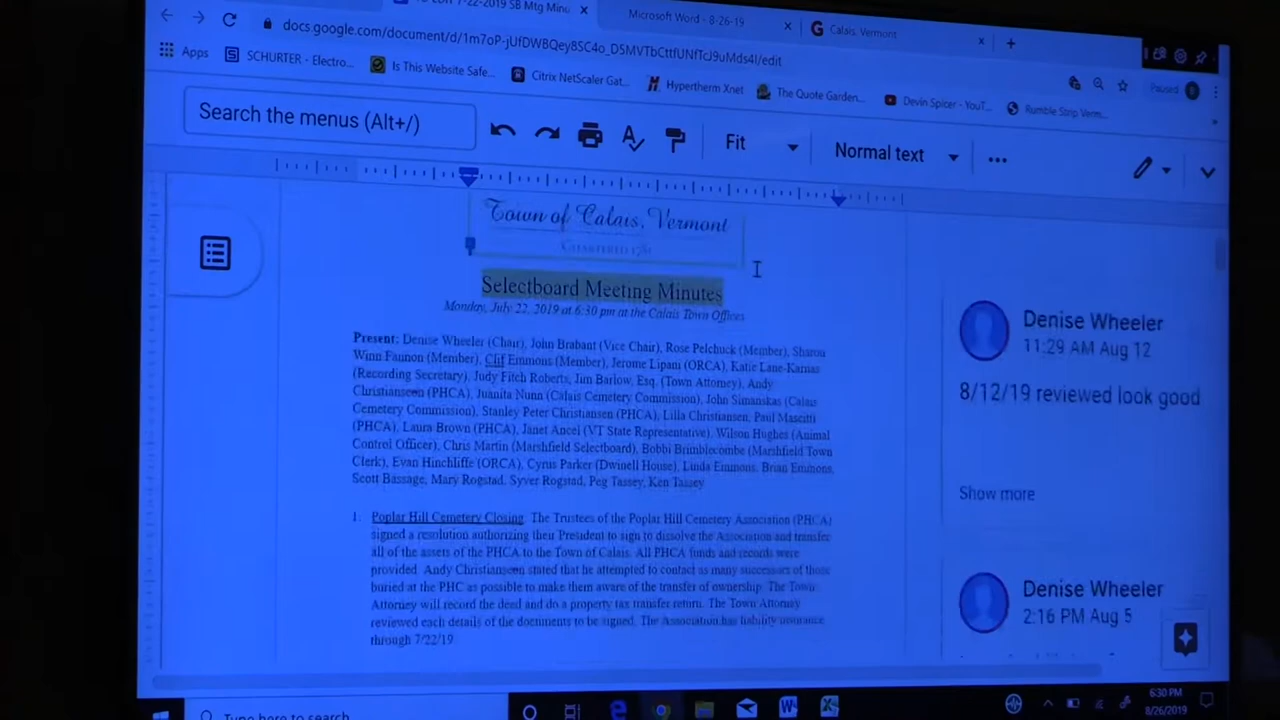 7-22-2019 SB Mtg Minu
Microsoft Word - 8-26-19
Calais, Vermont
docs.google.com/document/d/1m7oP-jUfDWBQey8SC4o_D5MVTbCttfUNfTcJ9uMds4I/edit
Paused
Apps
SCHURTER - Electro...
Is This Website Safe...
Citrix NetScaler Gat...
Hypertherm Xnet
The Quote Garden...
Devin Spicer - YouT...
Rumble Strip Verm...
Search the menus (Alt+/)
Fit
Normal text
Town of Calais, Vermont
Selectboard Meeting Minutes
Monday, July 22, 2019 at 6:30 pm at the Calais Town Offices
Present: Denise Wheeler (Chair), John Brabant (Vice Chair), Rose Pelchuck (Member), Sharon
Winn Fannon (Member), Clif Emmons (Member), Jerome Lipani (ORCA), Katie Lane-Karnas
(Recording Secretary), Judy Fitch Roberts, Jim Barlow, Esq. (Town Attorney), Andy
Christiansen (PHCA), Juanita Nunn (Calais Cemetery Commission), John Simanskas (Calais
Cemetery Commission), Stanley Peter Christiansen (PHCA), Lilla Christiansen, Paul Mascitti
(PHCA), Laura Brown (PHCA), Janet Ancel (VT State Representative), Wilson Hughes (Animal
Control Officer), Chris Martin (Marshfield Selectboard), Bobbi Brimblecombe (Marshfield Town
Clerk), Evan Hinchliffe (ORCA), Cyrus Parker (Dwinell House), Linda Emmons, Brian Emmons,
Scott Bassage, Mary Rogstad, Syver Rogstad, Peg Tassey, Ken Tassey
1. Poplar Hill Cemetery Closing. The Trustees of the Poplar Hill Cemetery Association (PHCA)
signed a resolution authorizing their President to sign to dissolve the Association and transfer
all of the assets of the PHCA to the Town of Calais. All PHCA funds and records were
provided. Andy Christiansen stated that he attempted to contact as many successors of those
buried at the PHC as possible to make them aware of the transfer of ownership. The Town
Attorney will record the deed and do a property tax transfer return. The Town Attorney
reviewed each details of the documents to be signed. The Association has liability insurance
through 7/22/19
Denise Wheeler
11:29 AM Aug 12
8/12/19 reviewed look good
Show more
Denise Wheeler
2:16 PM Aug 5
Type here to search
6:30 PM
8/26/2019